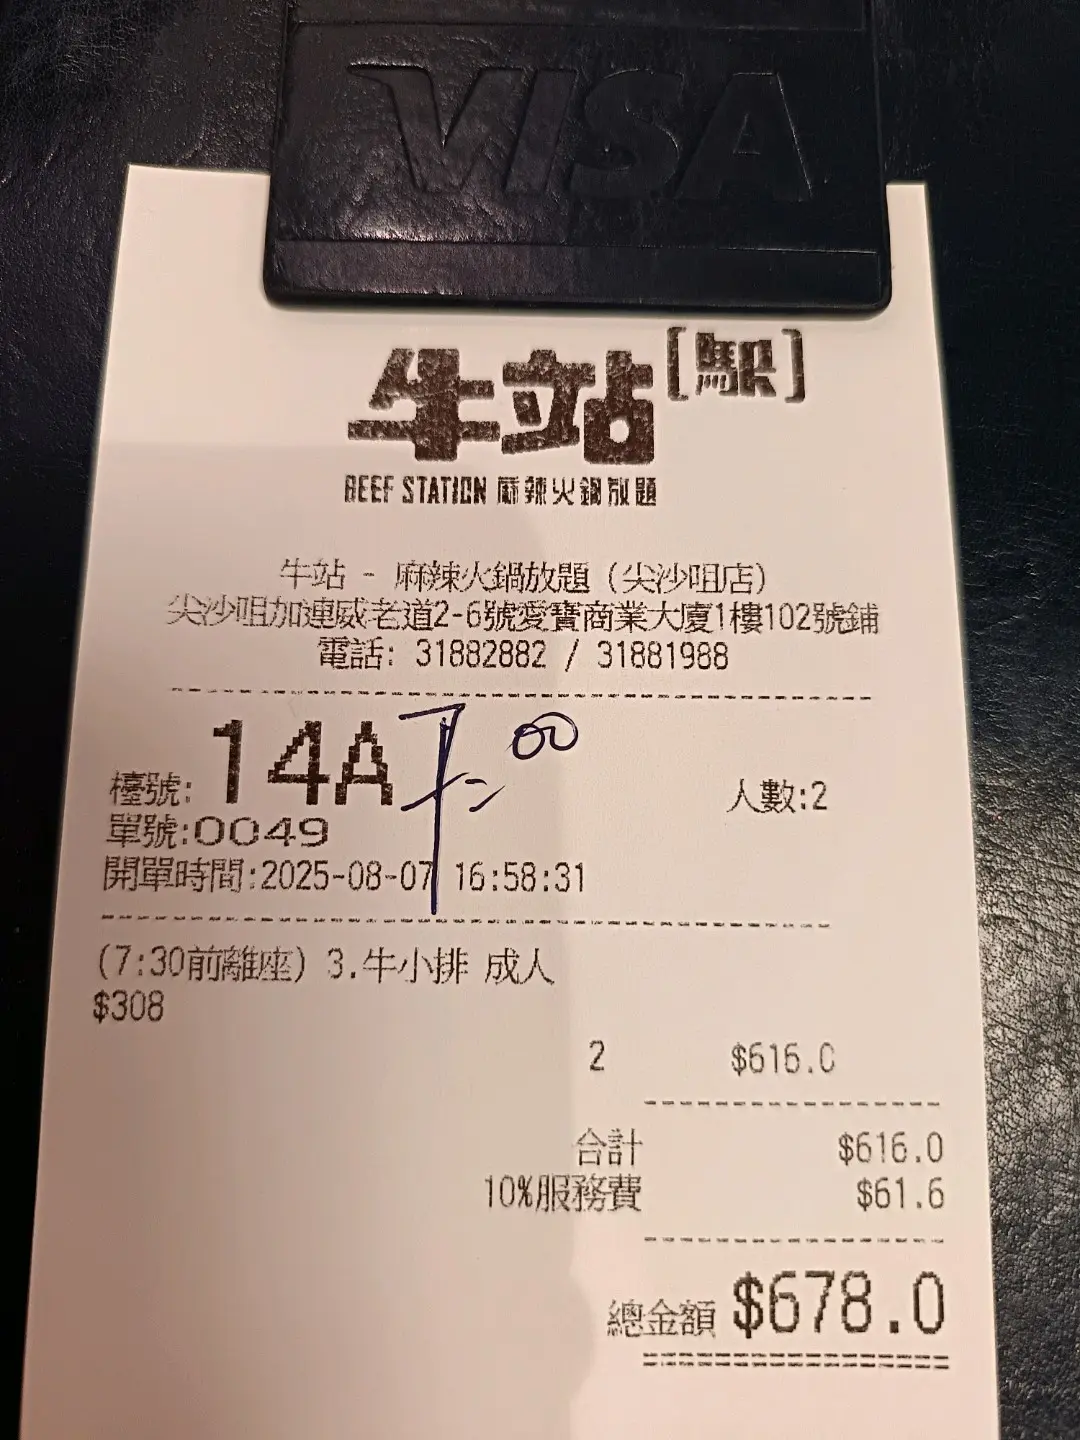 VISA
牛站[駅]
BEEF STATION 麻辣火鍋放題
牛站 - 麻辣火鍋放題 (尖沙咀店)
尖沙咀加連威老道2-6號愛賓商業大廈1樓102號鋪
電話: 31882882 / 31881988
檯號: 14A
人數:2
單號:0049
開單時間:2025-08-07 16:58:31
(7:30前離座) 3.牛小排 成人
$308
2 $616.0
合計 $616.0
10%服務費 $61.6
總金額 $678.0